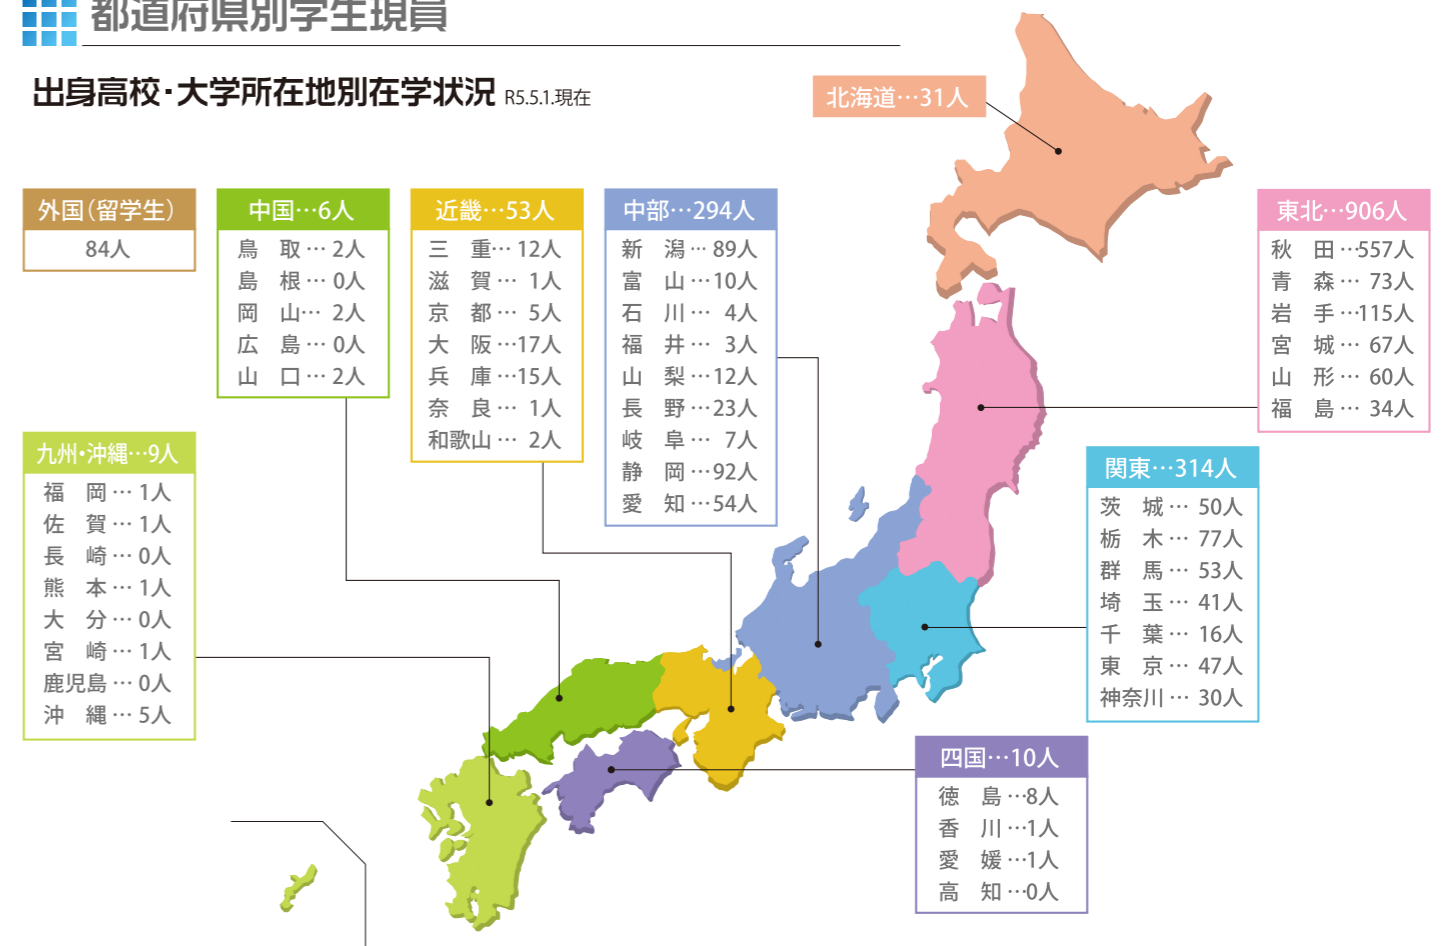 都道府県別学生現員
出身高校・大学所在地別在学状況 R5.5.1.現在
北海道…31人
外国（留学生）
84人
中国…6人
鳥　取… 2人
島　根… 0人
岡　山… 2人
広　島… 0人
山　口… 2人
近畿…53人
三　重… 12人
滋　賀… 1人
京　都… 5人
大　阪…17人
兵　庫…15人
奈　良… 1人
和歌山… 2人
中部…294人
新　潟… 89人
富　山…10人
石　川… 4人
福　井… 3人
山　梨…12人
長　野…23人
岐　阜… 7人
静　岡…92人
愛　知…54人
東北…906人
秋　田…557人
青　森… 73人
岩　手…115人
宮　城… 67人
山　形… 60人
福　島… 34人
九州・沖縄…9人
福　岡… 1人
佐　賀… 1人
長　崎… 0人
熊　本… 1人
大　分… 0人
宮　崎… 1人
鹿児島… 0人
沖　縄… 5人
関東…314人
茨　城… 50人
栃　木… 77人
群　馬… 53人
埼　玉… 41人
千　葉… 16人
東　京… 47人
神奈川… 30人
四国…10人
徳　島…8人
香　川…1人
愛　媛…1人
高　知…0人